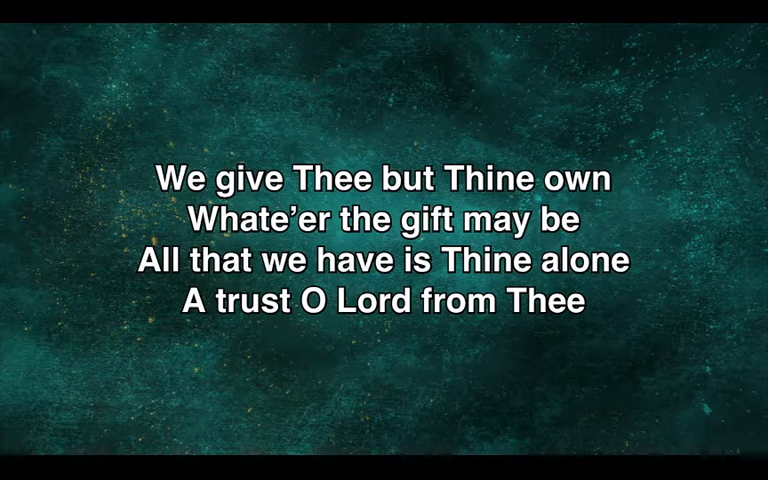 We give Thee but Thine own
Whate’er the gift may be
All that we have is Thine alone
A trust O Lord from Thee